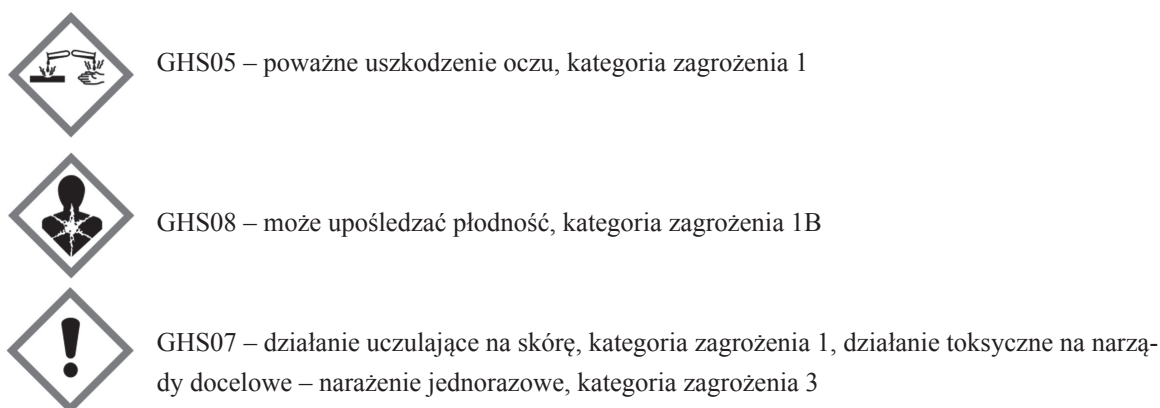 GHS05 – poważne uszkodzenie oczu, kategoria zagrożenia 1
GHS08 – może upośledzać płodność, kategoria zagrożenia 1B
GHS07 – działanie uczulające na skórę, kategoria zagrożenia 1, działanie toksyczne na narzą-
dy docelowe – narażenie jednorazowe, kategoria zagrożenia 3